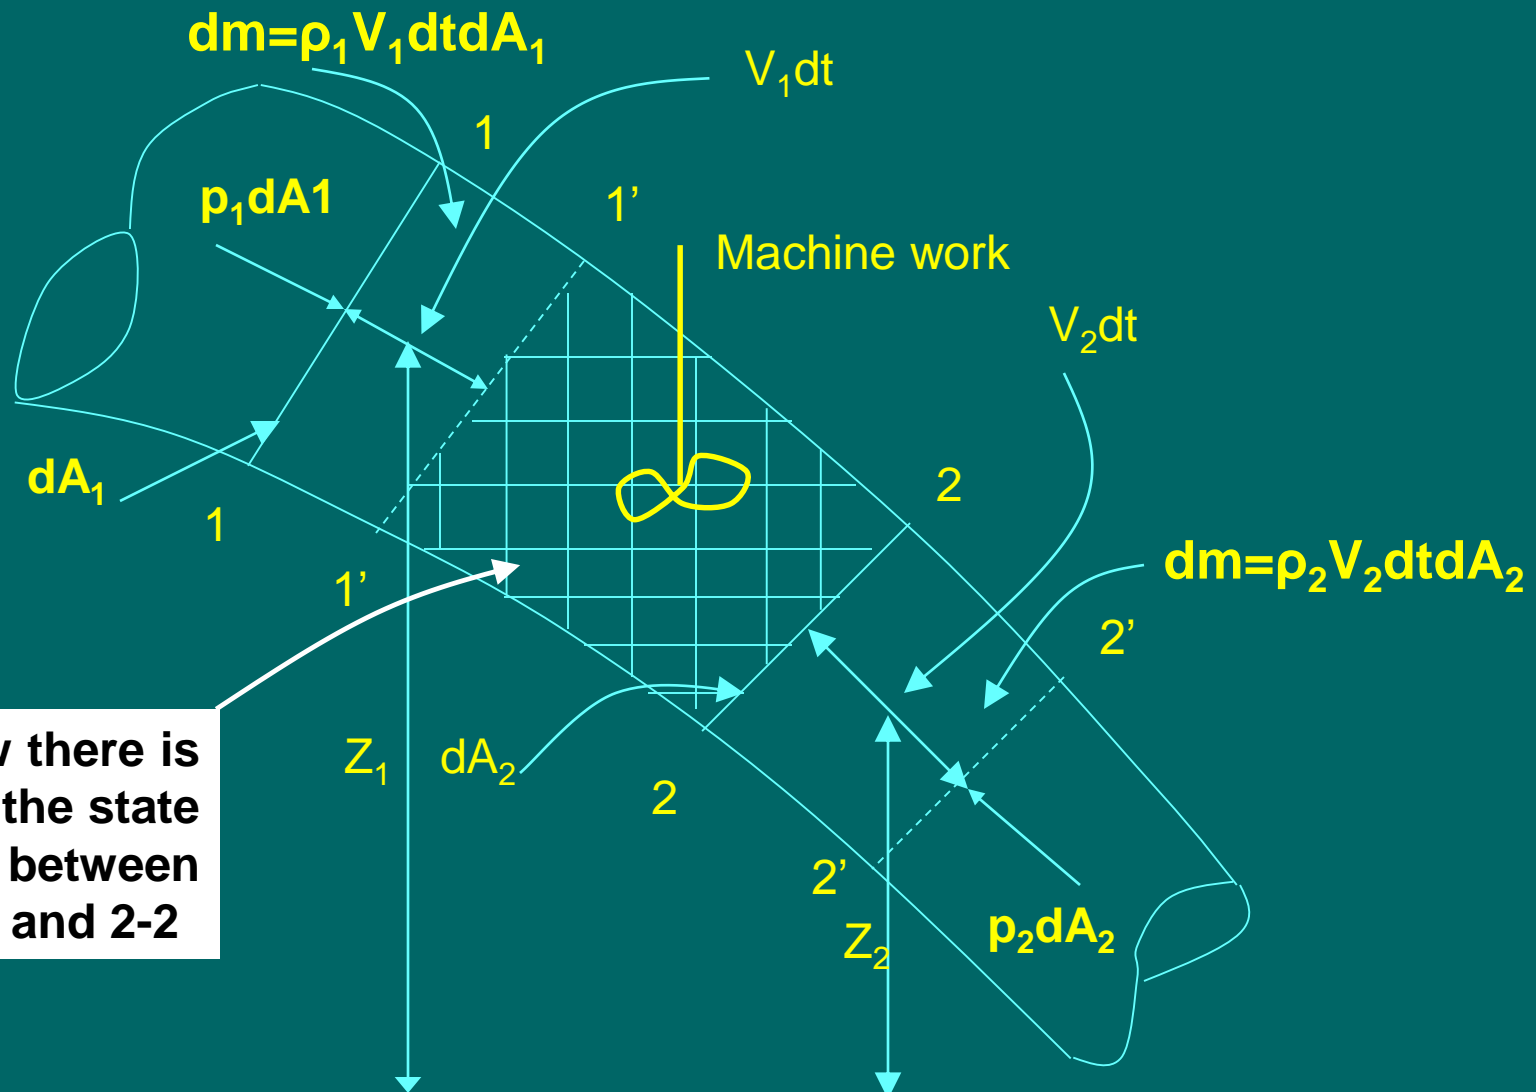 dm=ρ₁V₁dtdA₁
V₁dt
1
p₁dA1
1’
Machine work
V₂dt
dA₁
1
2
dm=ρ₂V₂dtdA₂
1’
2’
there is
the state
between
and 2-2
Z₁
dA₂
2
2’
Z₂
p₂dA₂